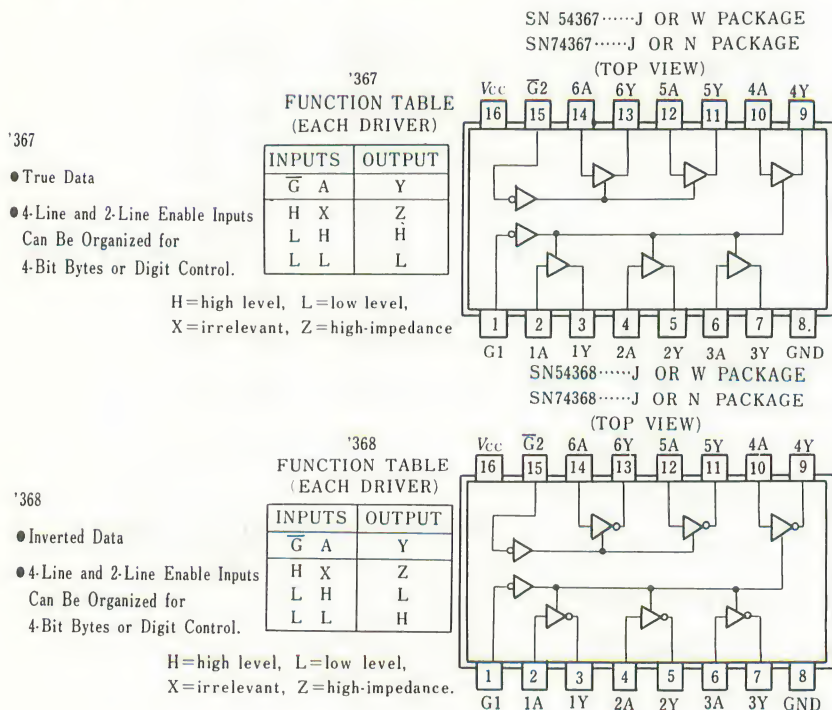 SN 54367······J OR W PACKAGE
SN74367······J OR N PACKAGE
(TOP VIEW)
'367
FUNCTION TABLE
(EACH DRIVER)
INPUTS OUTPUT
G̅ A Y
H X Z
L H H
L L L
H=high level, L=low level,
X=irrelevant, Z=high-impedance
'367
●True Data
●4-Line and 2-Line Enable Inputs
Can Be Organized for
4-Bit Bytes or Digit Control.
Vcc G̅2 6A 6Y 5A 5Y 4A 4Y
16 15 14 13 12 11 10 9
1 2 3 4 5 6 7 8.
G1 1A 1Y 2A 2Y 3A 3Y GND
SN54368······J OR W PACKAGE
SN74368······J OR N PACKAGE
(TOP VIEW)
'368
FUNCTION TABLE
(EACH DRIVER)
INPUTS OUTPUT
G̅ A Y
H X Z
L H L
L L H
H=high level, L=low level,
X=irrelevant, Z=high-impedance.
'368
●Inverted Data
●4-Line and 2-Line Enable Inputs
Can Be Organized for
4-Bit Bytes or Digit Control.
Vcc G̅2 6A 6Y 5A 5Y 4A 4Y
16 15 14 13 12 11 10 9
1 2 3 4 5 6 7 8
G1 1A 1Y 2A 2Y 3A 3Y GND